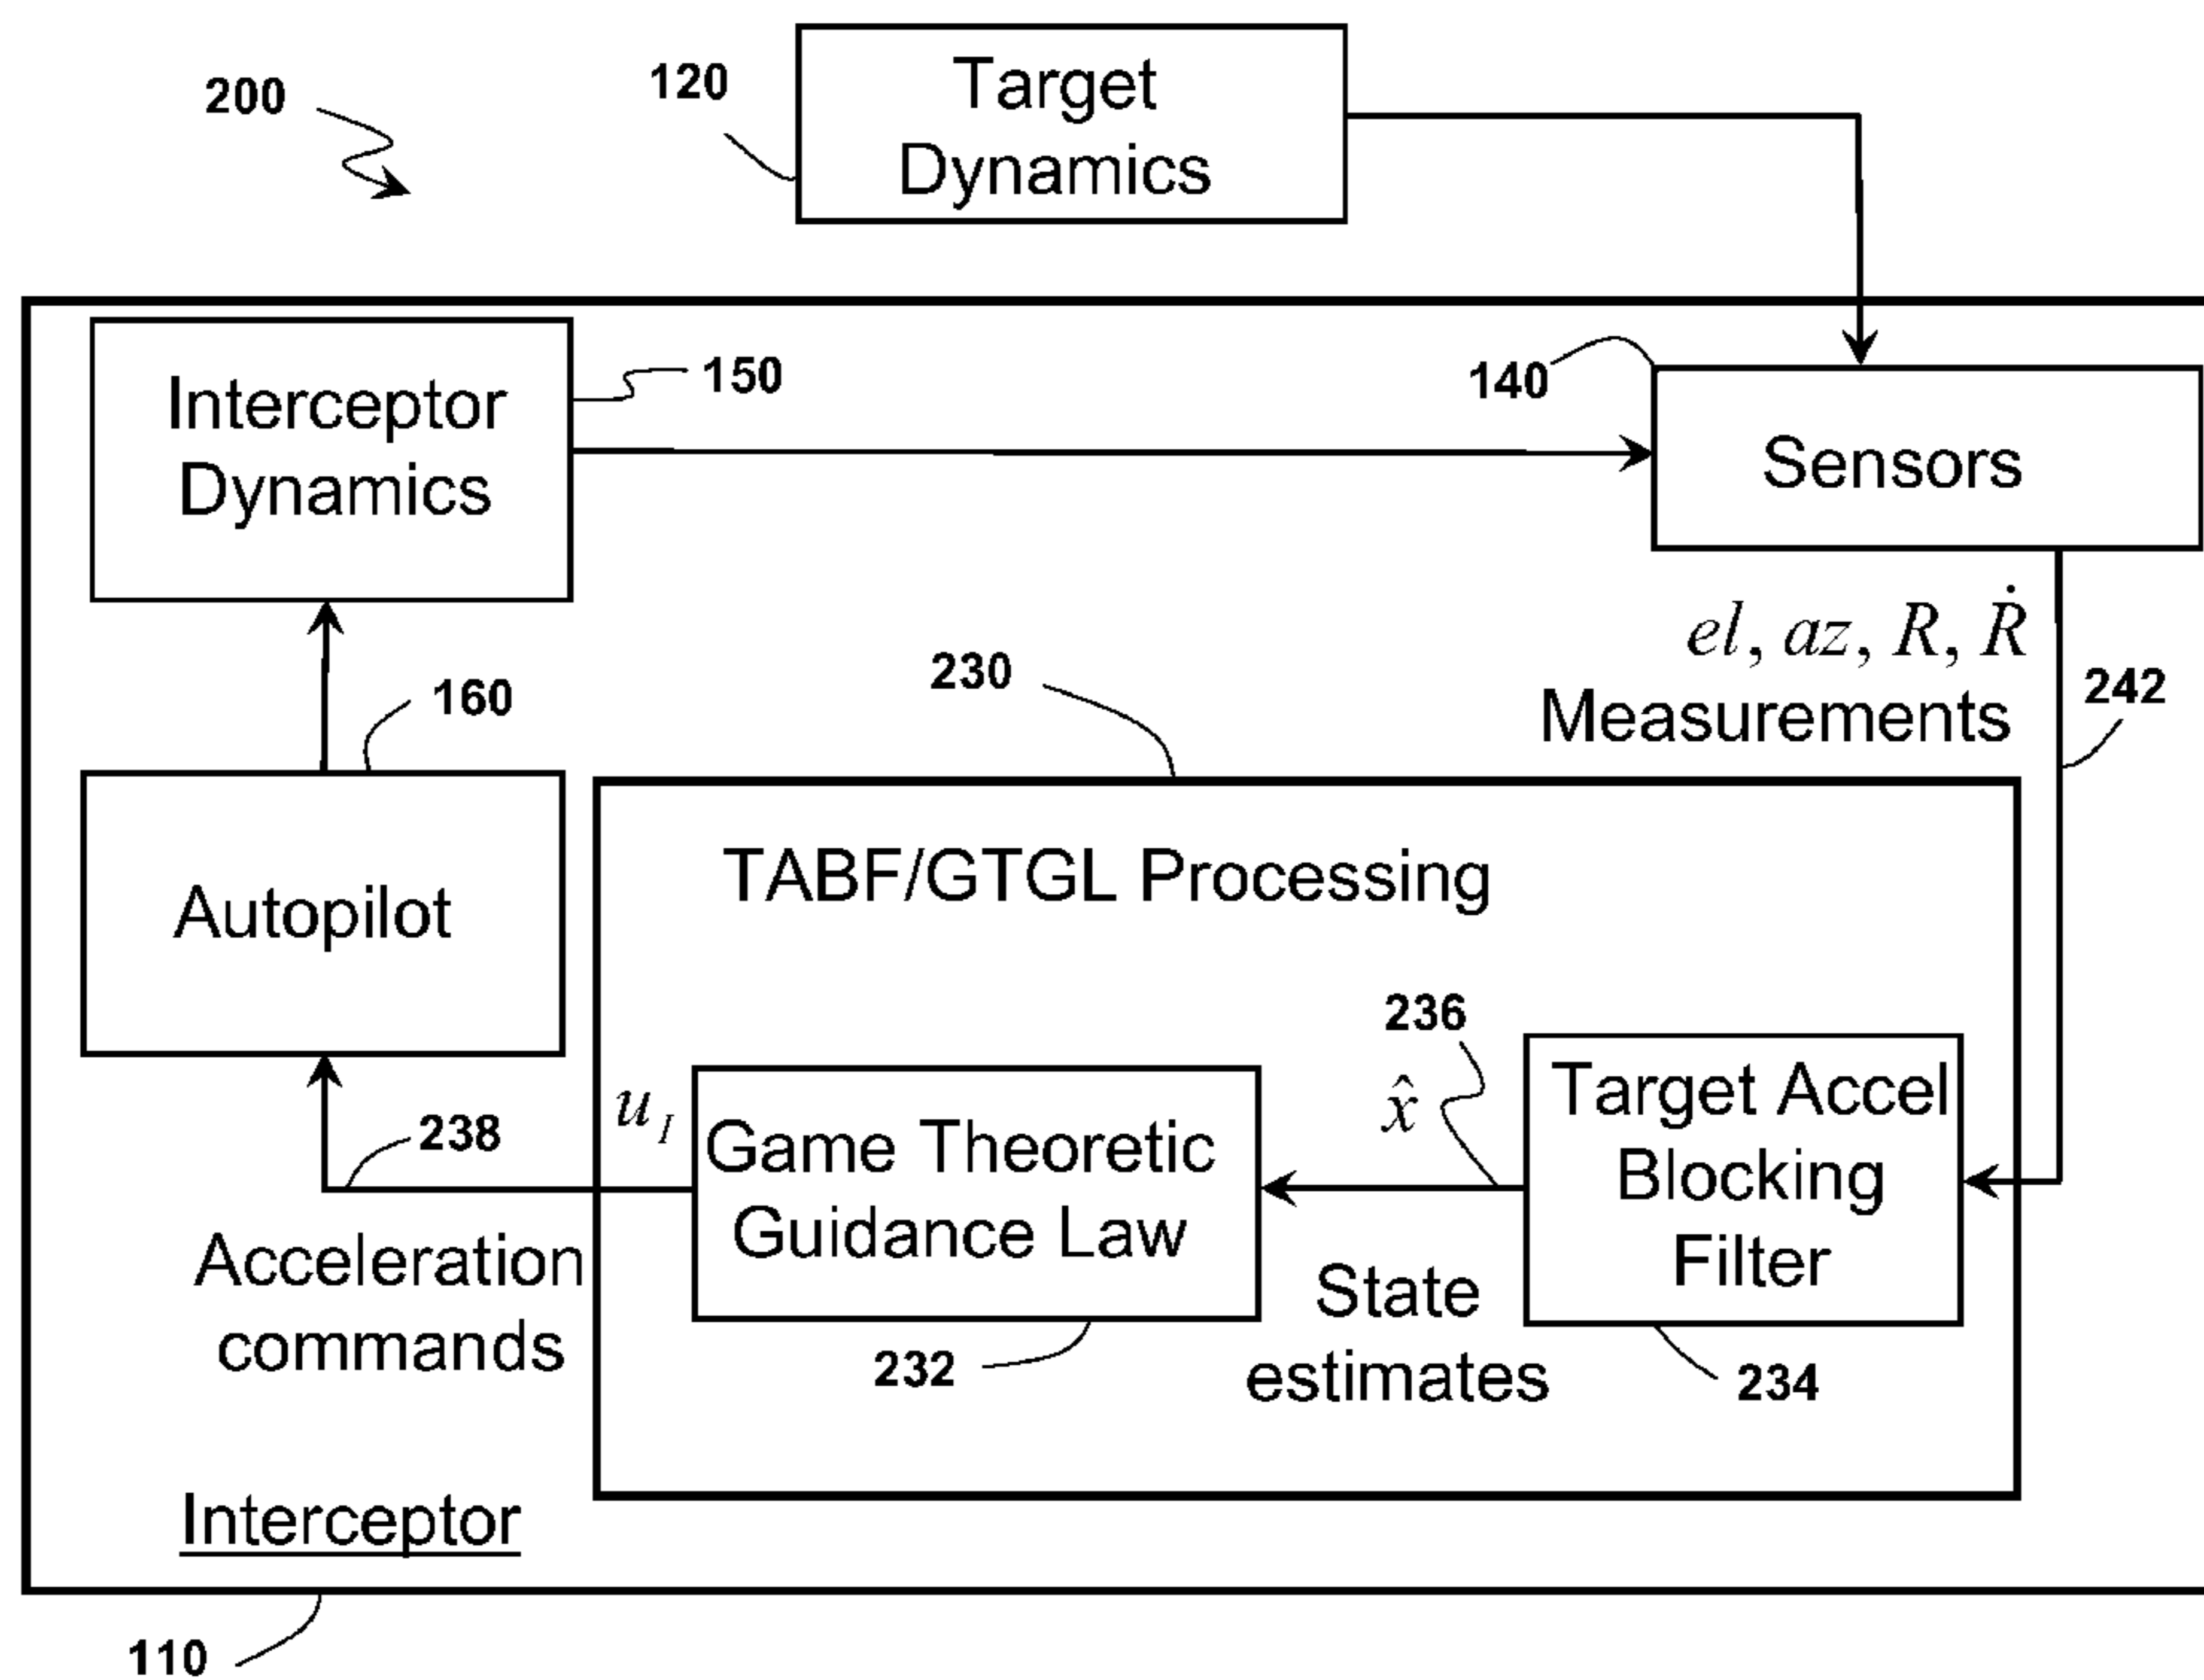 200
120
Target
Dynamics
Interceptor
Dynamics
150
140
Sensors
el, az, R, Ṙ
Measurements
242
160
230
Autopilot
TABF/GTGL Processing
236
x̂
Target Accel
Blocking
Filter
u_I
Game Theoretic
Guidance Law
238
Acceleration
commands
State
estimates
232
234
Interceptor
110